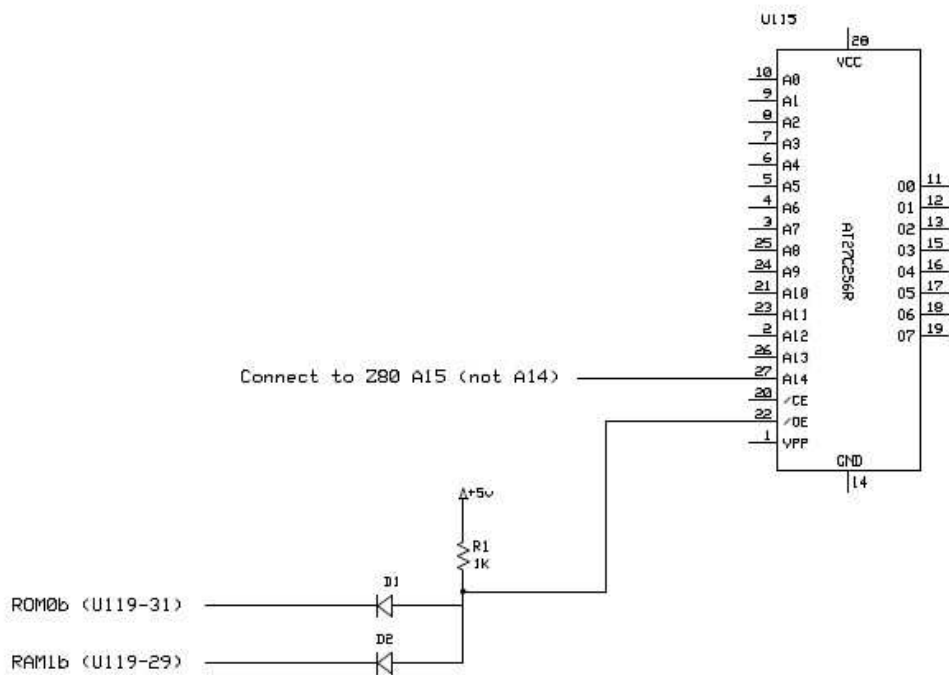 U115
28
VCC
10 A0
9 A1
8 A2
7 A3
6 A4
5 A5
4 A6
3 A7
25 A8
24 A9
21 A10
23 A11
2 A12
26 A13
27 A14
20 /CE
22 /OE
1 VPP
O0 11
O1 12
O2 13
O3 15
O4 16
O5 17
O6 18
O7 19
AT27C256R
GND
14
Connect to Z80 A15 (not A14)
+5v
R1
1K
D1
ROM0b (U119-31)
D2
RAM1b (U119-29)